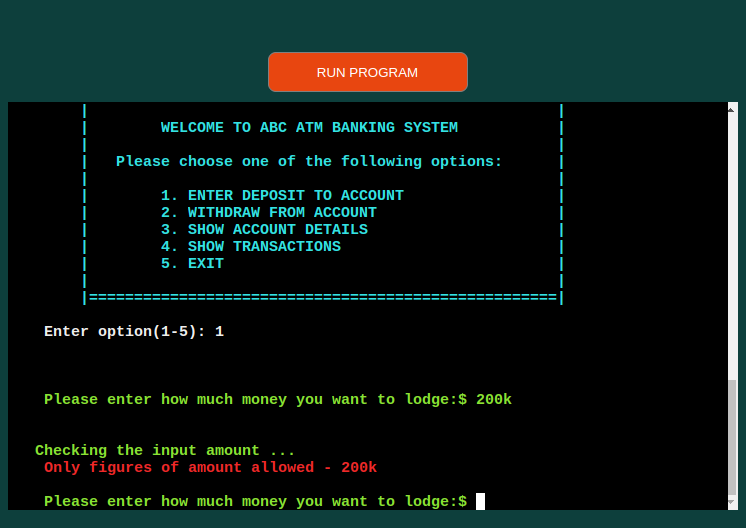 RUN PROGRAM
|                                                    |
|        WELCOME TO ABC ATM BANKING SYSTEM           |
|                                                    |
|   Please choose one of the following options:      |
|                                                    |
|        1. ENTER DEPOSIT TO ACCOUNT                 |
|        2. WITHDRAW FROM ACCOUNT                    |
|        3. SHOW ACCOUNT DETAILS                     |
|        4. SHOW TRANSACTIONS                        |
|        5. EXIT                                     |
|                                                    |
|====================================================|
Enter option(1-5): 1
Please enter how much money you want to lodge:$ 200k
Checking the input amount ...
Only figures of amount allowed - 200k
Please enter how much money you want to lodge:$